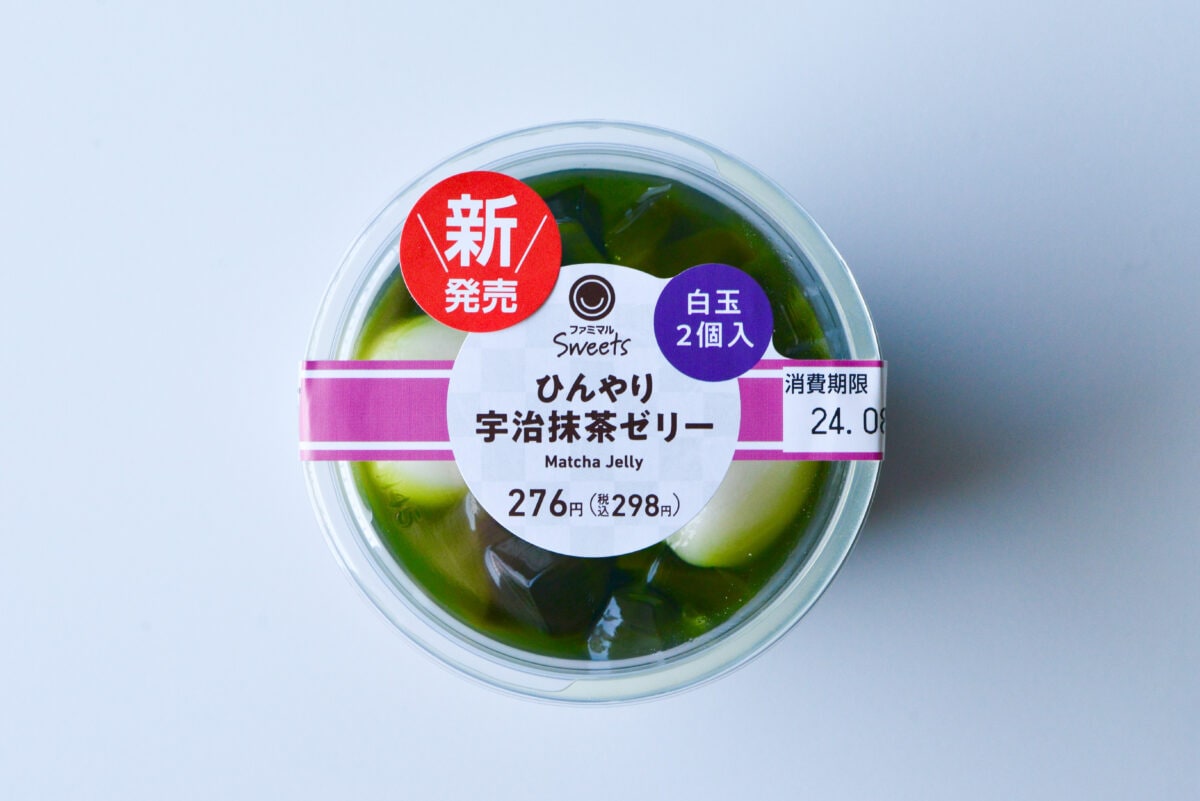 新
発売
白玉
2個入
ファミマル
Sweets
ひんやり
宇治抹茶ゼリー
Matcha Jelly
276円(税込298円)
消費期限
24.08